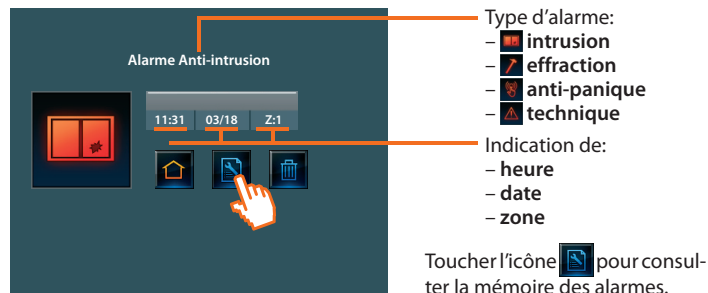 Alarme Anti-intrusion
11:31 03/18 Z:1
Type d'alarme:
– intrusion
– effraction
– anti-panique
– technique
Indication de:
– heure
– date
– zone
Toucher l'icône pour consul-
ter la mémoire des alarmes.